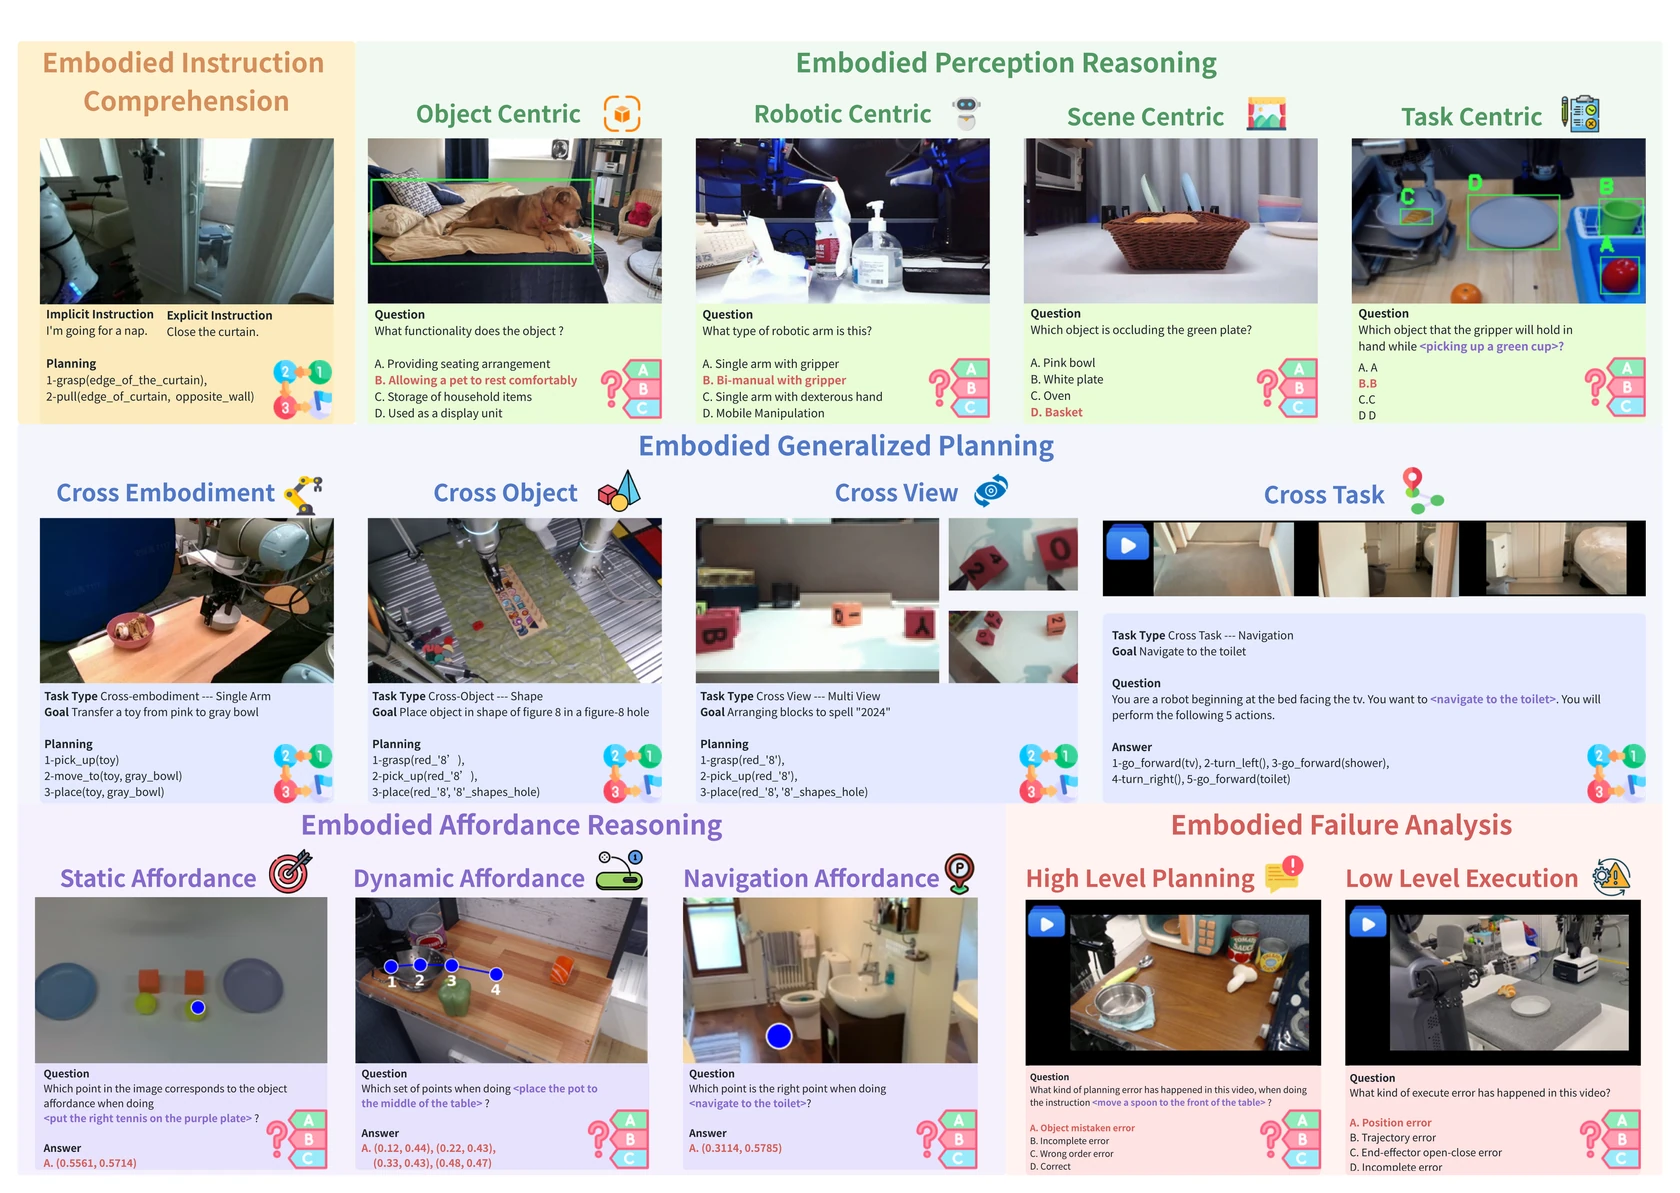 Embodied Instruction
Comprehension
Implicit Instruction
I'm going for a nap.
Explicit Instruction
Close the curtain.
Planning
1-grasp(edge_of_the_curtain),
2-pull(edge_of_curtain, opposite_wall)
2 1
3
Embodied Perception Reasoning
Object Centric
Question
What functionality does the object ?
A. Providing seating arrangement
B. Allowing a pet to rest comfortably
C. Storage of household items
D. Used as a display unit
A
B
C
Robotic Centric
Question
What type of robotic arm is this?
A. Single arm with gripper
B. Bi-manual with gripper
C. Single arm with dexterous hand
D. Mobile Manipulation
A
B
C
Scene Centric
Question
Which object is occluding the green plate?
A. Pink bowl
B. White plate
C. Oven
D. Basket
A
B
C
Task Centric
C
D
B
A
Question
Which object that the gripper will hold in
hand while <picking up a green cup>?
A. A
B.B
C.C
D D
A
B
C
Embodied Generalized Planning
Cross Embodiment
Task Type Cross-embodiment --- Single Arm
Goal Transfer a toy from pink to gray bowl
Planning
1-pick_up(toy)
2-move_to(toy, gray_bowl)
3-place(toy, gray_bowl)
2 1
3
Cross Object
Task Type Cross-Object --- Shape
Goal Place object in shape of figure 8 in a figure-8 hole
Planning
1-grasp(red_'8' ),
2-pick_up(red_'8' ),
3-place(red_'8', '8'_shapes_hole)
2 1
3
Cross View
B
Y
Task Type Cross View --- Multi View
Goal Arranging blocks to spell "2024"
Planning
1-grasp(red_'8'),
2-pick_up(red_'8'),
3-place(red_'8', '8'_shapes_hole)
2 1
3
Cross Task
Task Type Cross Task --- Navigation
Goal Navigate to the toilet
Question
You are a robot beginning at the bed facing the tv. You want to <navigate to the toilet>. You will
perform the following 5 actions.
Answer
1-go_forward(tv), 2-turn_left(), 3-go_forward(shower),
4-turn_right(), 5-go_forward(toilet)
2 1
3
Embodied Affordance Reasoning
Static Affordance
Question
Which point in the image corresponds to the object
affordance when doing
<put the right tennis on the purple plate> ?
Answer
A. (0.5561, 0.5714)
A
B
C
Dynamic Affordance
1 2 3 4
Question
Which set of points when doing <place the pot to
the middle of the table> ?
Answer
A. (0.12, 0.44), (0.22, 0.43),
(0.33, 0.43), (0.48, 0.47)
A
B
C
Navigation Affordance
P
Question
Which point is the right point when doing
<navigate to the toilet>?
Answer
A. (0.3114, 0.5785)
A
B
C
Embodied Failure Analysis
High Level Planning
TOMATO
SAUCE
Question
What kind of planning error has happened in this video, when doing
the instruction <move a spoon to the front of the table> ?
A. Object mistaken error
B. Incomplete error
C. Wrong order error
D. Correct
A
B
C
Low Level Execution
Question
What kind of execute error has happened in this video?
A. Position error
B. Trajectory error
C. End-effector open-close error
D. Incomplete error
A
B
C